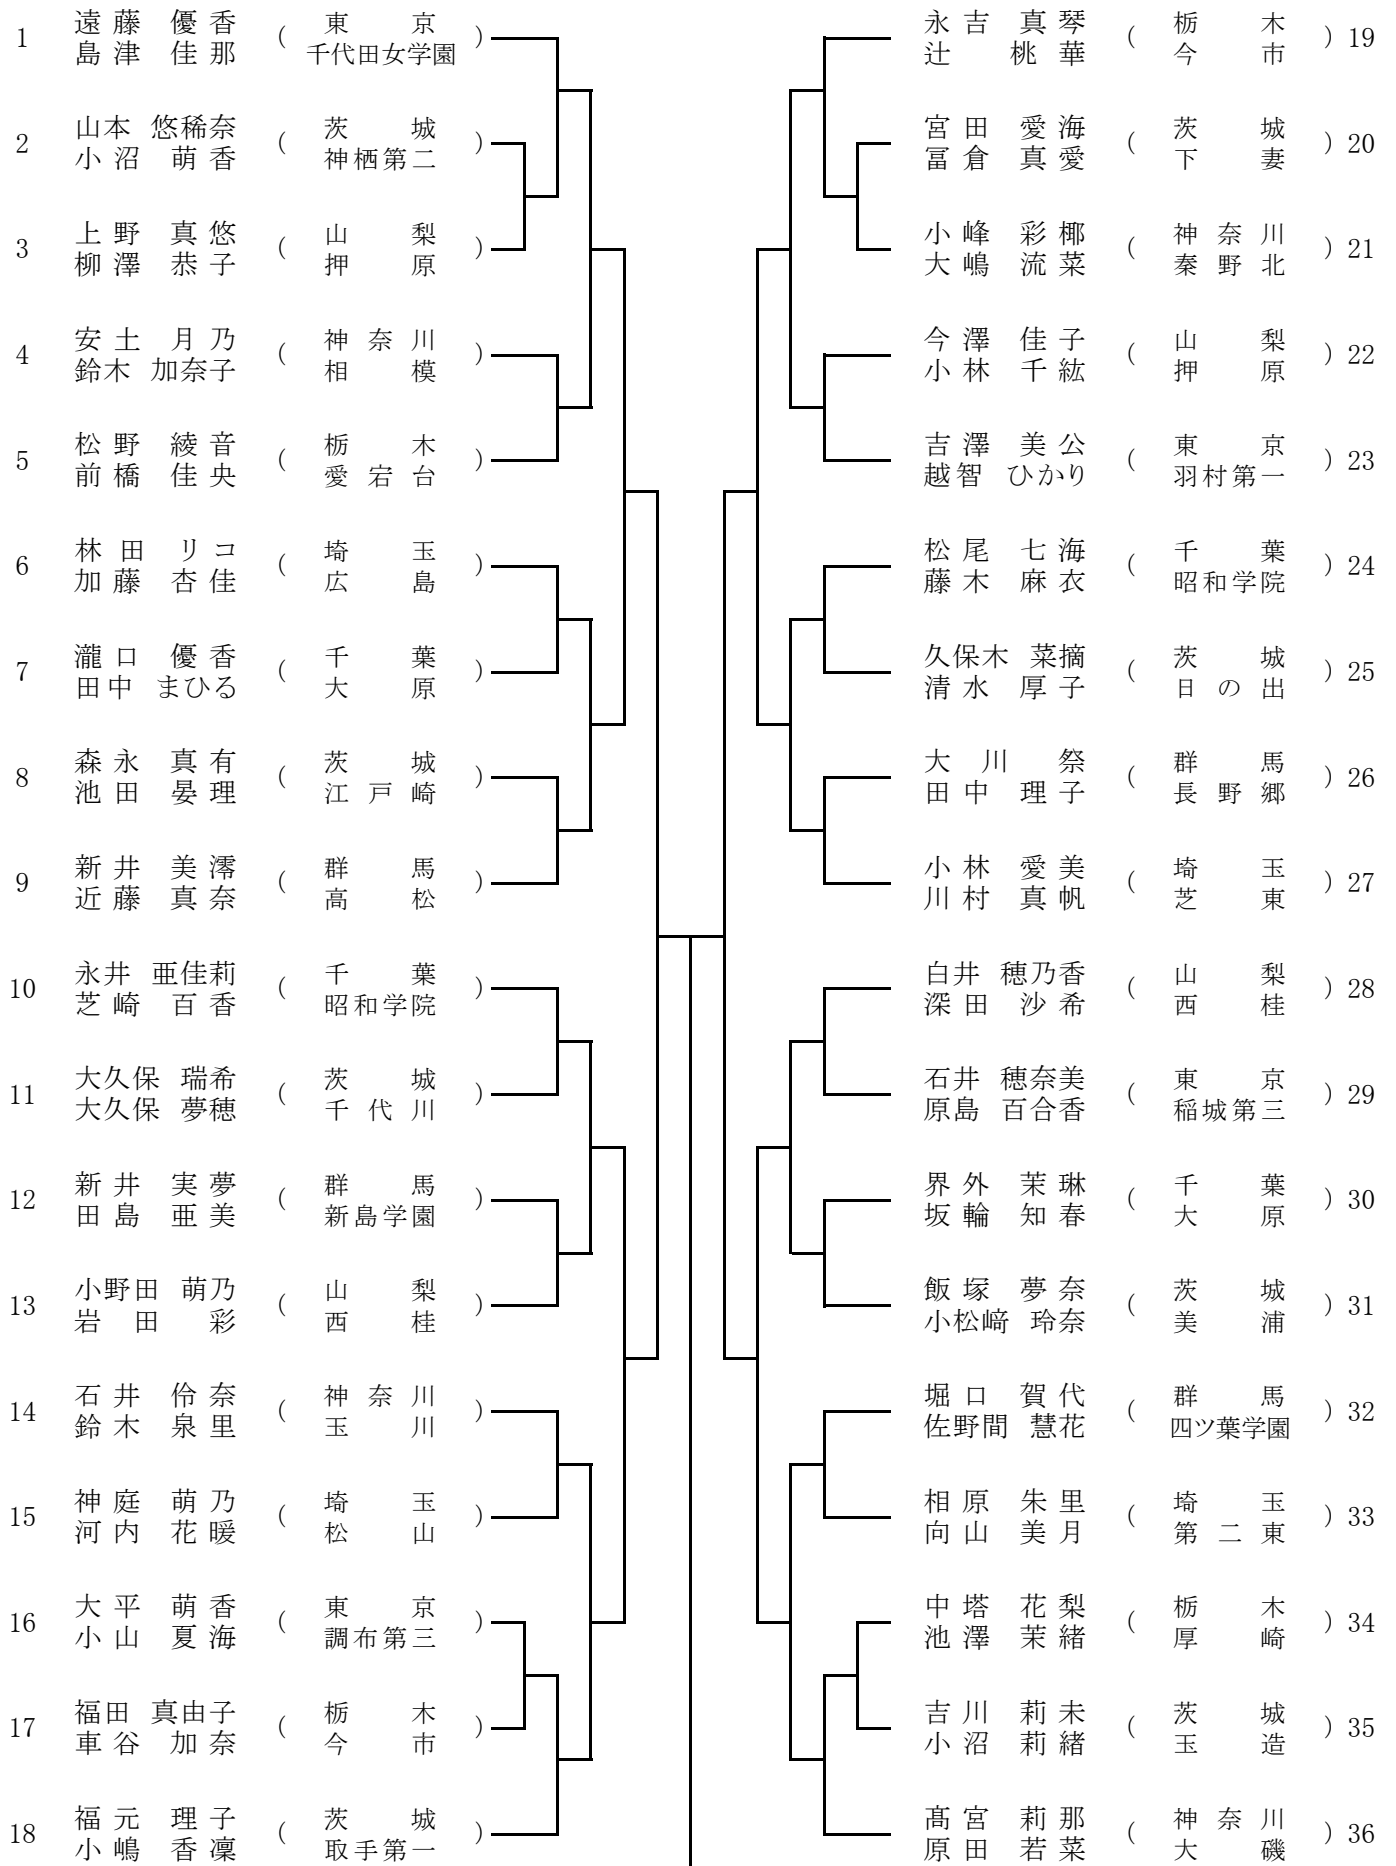 1 遠藤 優香 ( 東京 )
島津 佳那 千代田女学園
2 山本 悠稀奈 ( 茨城 )
小沼 萌香 神栖第二
3 上野 真悠 ( 山梨 )
柳澤 恭子 押原
4 安土 月乃 ( 神奈川 )
鈴木 加奈子 相模
5 松野 綾音 ( 栃木 )
前橋 佳央 愛宕台
6 林田 リコ ( 埼玉 )
加藤 杏佳 広島
7 瀧口 優香 ( 千葉 )
田中 まひる 大原
8 森永 真有 ( 茨城 )
池田 晏理 江戸崎
9 新井 美澪 ( 群馬 )
近藤 真奈 高松
10 永井 亜佳莉 ( 千葉 )
芝崎 百香 昭和学院
11 大久保 瑞希 ( 茨城 )
大久保 夢穂 千代川
12 新井 実夢 ( 群馬 )
田島 亜美 新島学園
13 小野田 萌乃 ( 山梨 )
岩田 彩 西桂
14 石井 伶奈 ( 神奈川 )
鈴木 泉里 玉川
15 神庭 萌乃 ( 埼玉 )
河内 花暖 松山
16 大平 萌香 ( 東京 )
小山 夏海 調布第三
17 福田 真由子 ( 栃木 )
車谷 加奈 今市
18 福元 理子 ( 茨城 )
小嶋 香凜 取手第一
永吉 真琴 ( 栃木 ) 19
辻 桃華 今市
宮田 愛海 ( 茨城 ) 20
冨倉 真愛 下妻
小峰 彩椰 ( 神奈川 ) 21
大嶋 流菜 秦野北
今澤 佳子 ( 山梨 ) 22
小林 千紘 押原
吉澤 美公 ( 東京 ) 23
越智 ひかり 羽村第一
松尾 七海 ( 千葉 ) 24
藤木 麻衣 昭和学院
久保木 菜摘 ( 茨城 ) 25
清水 厚子 日の出
大川 祭 ( 群馬 ) 26
田中 理子 長野郷
小林 愛美 ( 埼玉 ) 27
川村 真帆 芝東
白井 穂乃香 ( 山梨 ) 28
深田 沙希 西桂
石井 穂奈美 ( 東京 ) 29
原島 百合香 稲城第三
界外 茉琳 ( 千葉 ) 30
坂輪 知春 大原
飯塚 夢奈 ( 茨城 ) 31
小松﨑 玲奈 美浦
堀口 賀代 ( 群馬 ) 32
佐野間 慧花 四ツ葉学園
相原 朱里 ( 埼玉 ) 33
向山 美月 第二東
中塔 花梨 ( 栃木 ) 34
池澤 茉緒 厚崎
吉川 莉未 ( 茨城 ) 35
小沼 莉緒 玉造
髙宮 莉那 ( 神奈川 ) 36
原田 若菜 大磯